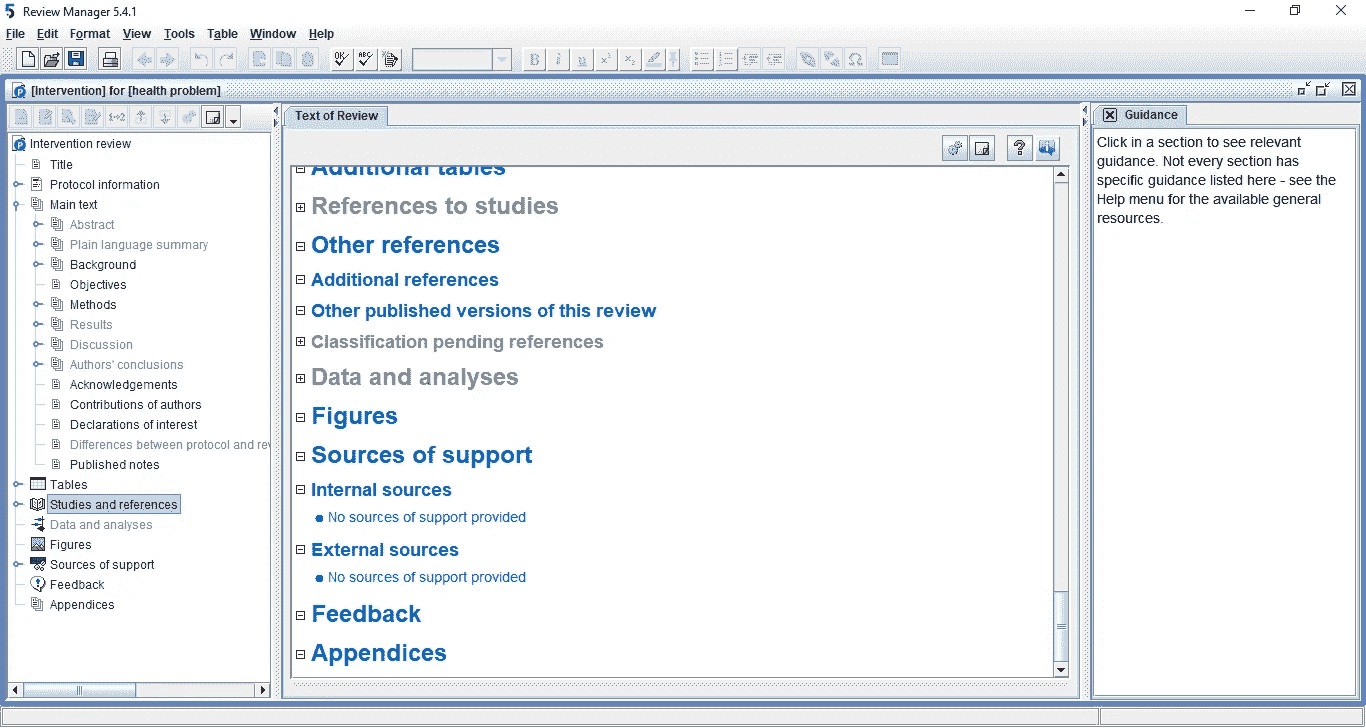 Review Manager 5.4.1
File Edit Format View Tools Table Window Help
[Intervention] for [health problem]
Intervention review
Title
Protocol information
Main text
Abstract
Plain language summary
Background
Objectives
Methods
Results
Discussion
Authors' conclusions
Acknowledgements
Contributions of authors
Declarations of interest
Differences between protocol and rev
Published notes
Tables
Studies and references
Data and analyses
Figures
Sources of support
Feedback
Appendices
Text of Review
Additional tables
References to studies
Other references
Additional references
Other published versions of this review
Classification pending references
Data and analyses
Figures
Sources of support
Internal sources
No sources of support provided
External sources
No sources of support provided
Feedback
Appendices
Guidance
Click in a section to see relevant
guidance. Not every section has
specific guidance listed here - see the
Help menu for the available general
resources.